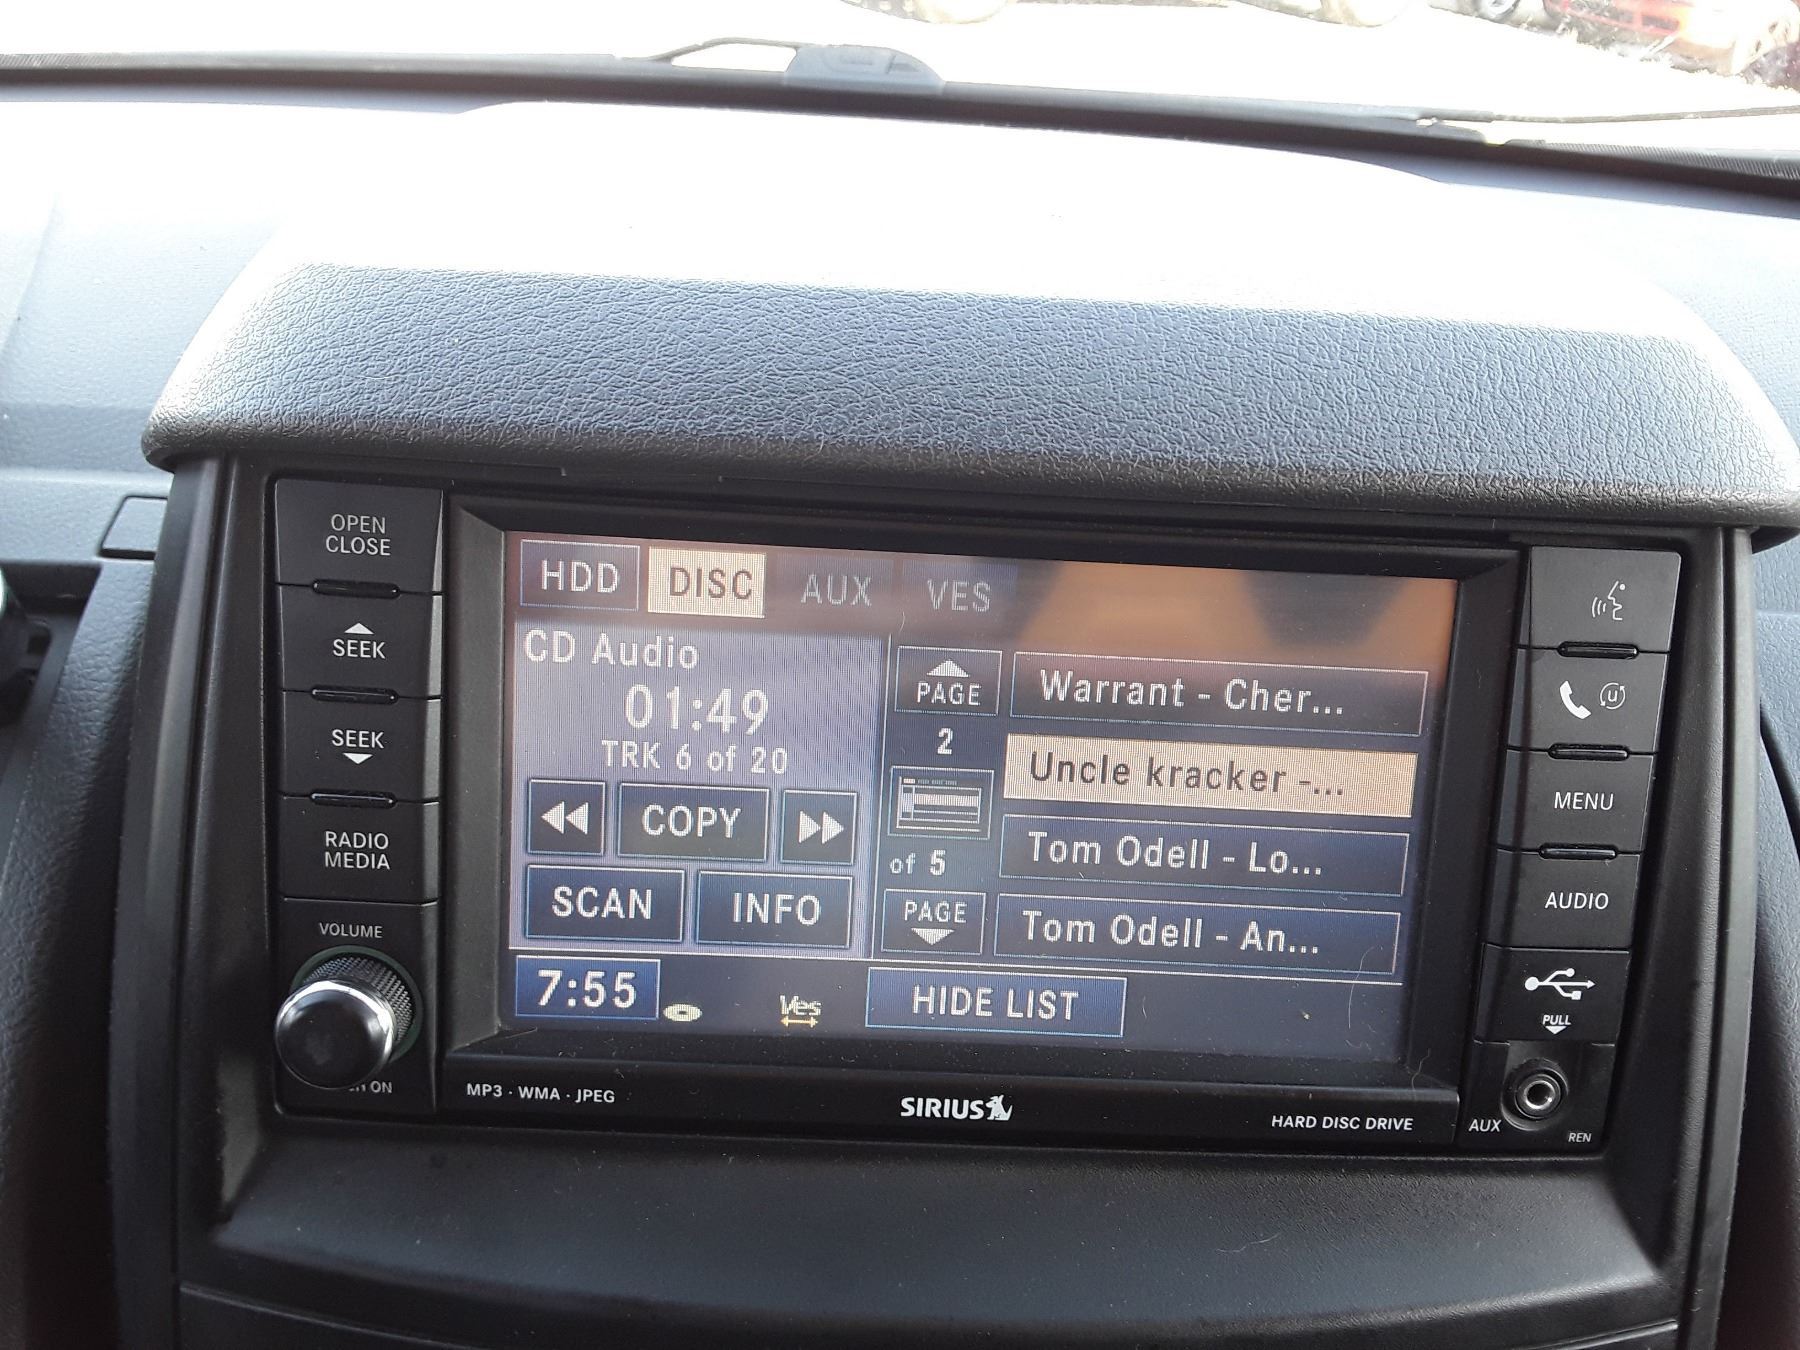 OPEN
CLOSE
SEEK
SEEK
RADIO
MEDIA
VOLUME
ON
HDD DISC AUX VES
CD Audio
01:49
TRK 6 of 20
COPY
SCAN INFO
PAGE
2
of 5
PAGE
Warrant - Cher...
Uncle kracker -...
Tom Odell - Lo...
Tom Odell - An...
7:55
Ves
HIDE LIST
MP3 · WMA · JPEG
SIRIUS
HARD DISC DRIVE
u
MENU
AUDIO
PULL
AUX
REN